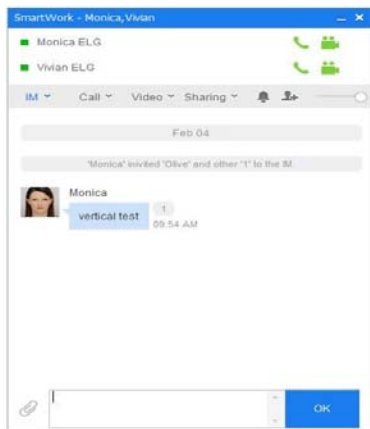 SmartWork - Monica,Vivian
Monica ELG
Vivian ELG
IM Call Video Sharing
Feb 04
'Monica' invited 'Olive' and other '1' to the IM.
Monica
vertical test 1
09:54 AM
OK